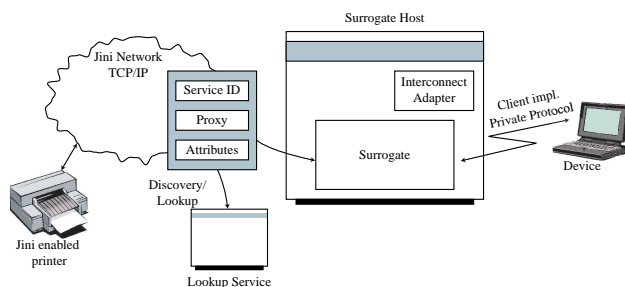 Surrogate Host
Jini Network
TCP/IP
Service ID
Proxy
Attributes
Interconnect
Adapter
Surrogate
Client impl.
Private Protocol
Device
Discovery/
Lookup
Jini enabled
printer
Lookup Service